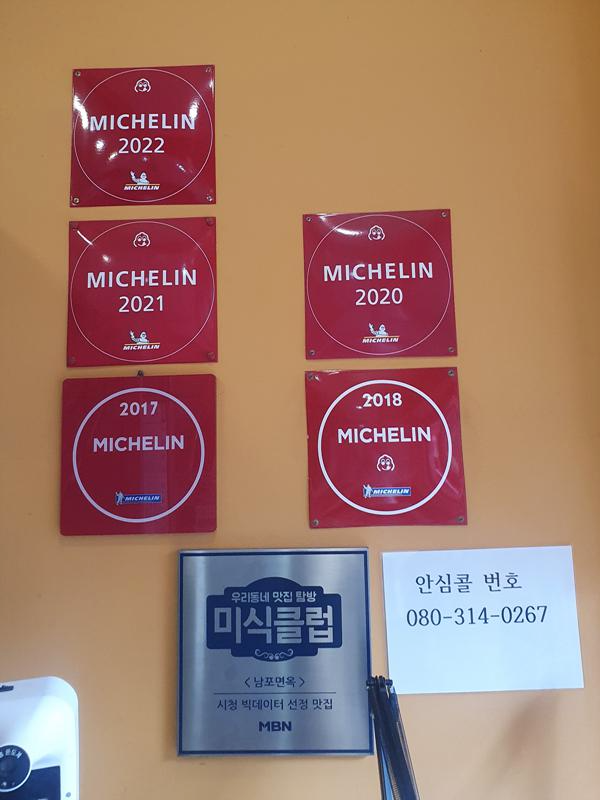 MICHELIN
2022
MICHELIN
MICHELIN
2021
MICHELIN
MICHELIN
2020
MICHELIN
2017
MICHELIN
MICHELIN
2018
MICHELIN
MICHELIN
우리동네 맛집 탐방
미식클럽
< 남포면옥 >
시청 빅데이터 선정 맛집
MBN
안심콜 번호
080-314-0267